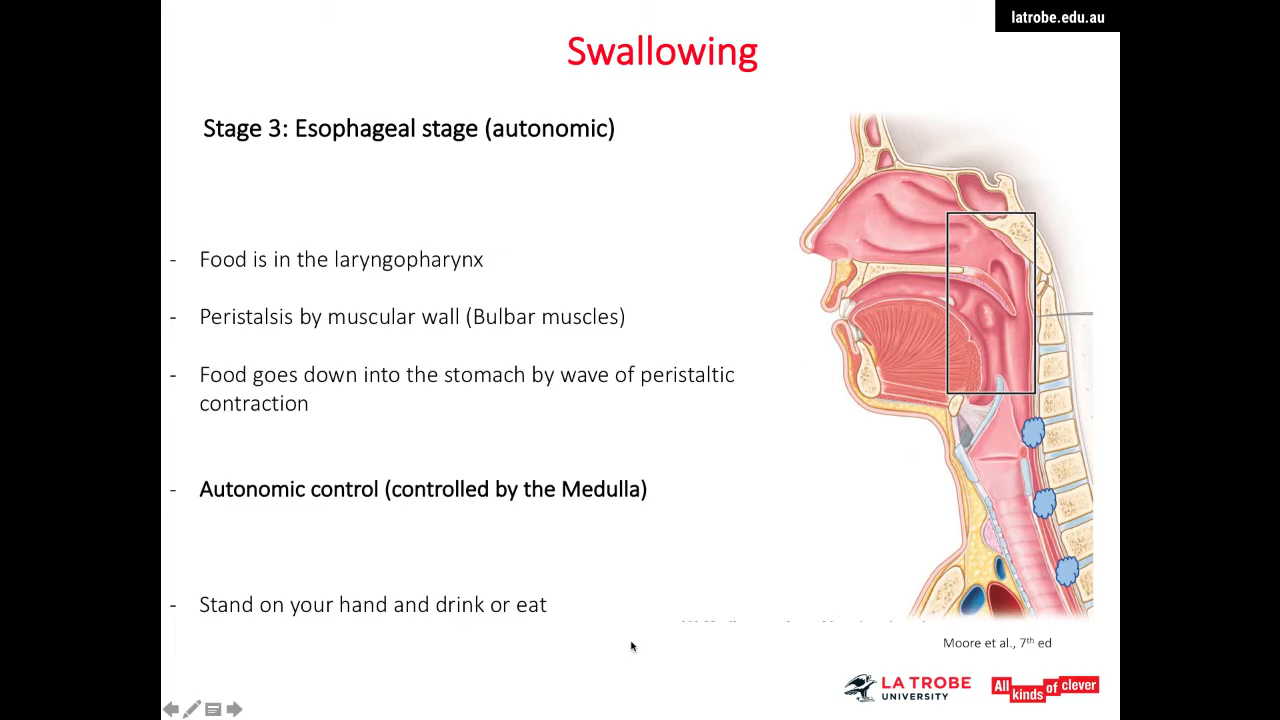 latrobe.edu.au
Swallowing
Stage 3: Esophageal stage (autonomic)
- Food is in the laryngopharynx
- Peristalsis by muscular wall (Bulbar muscles)
- Food goes down into the stomach by wave of peristaltic
contraction
- Autonomic control (controlled by the Medulla)
- Stand on your hand and drink or eat
Moore et al., 7th ed
LA TROBE
UNIVERSITY
All kinds of clever